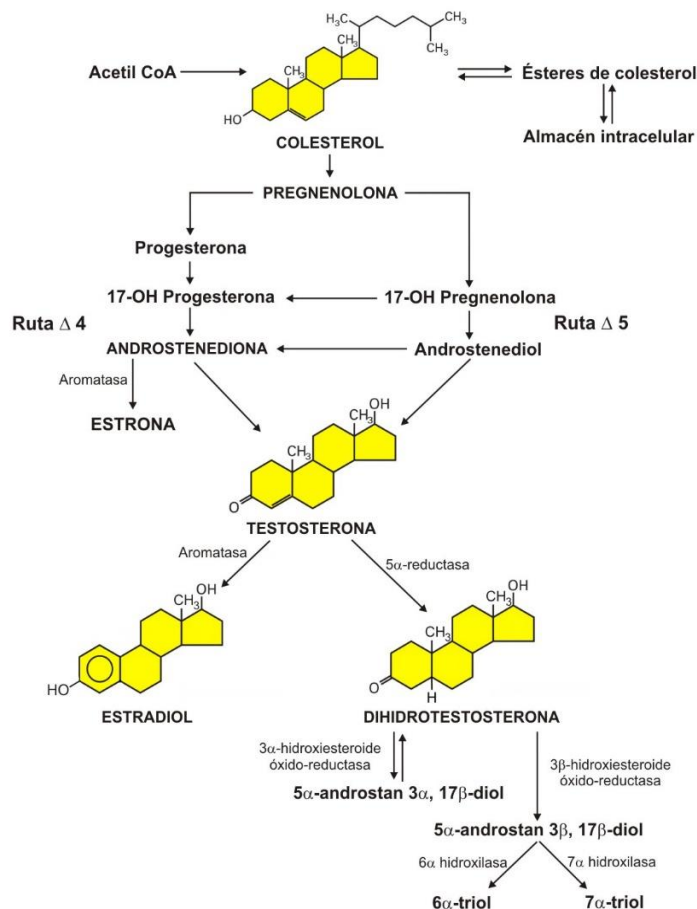 H₃C
CH₃
H₃C
CH₃
CH₃
Acetil CoA
Ésteres de colesterol
HO
COLESTEROL
Almacén intracelular
PREGNENOLONA
Progesterona
17-OH Progesterona
17-OH Pregnenolona
Ruta Δ 4
Ruta Δ 5
ANDROSTENEDIONA
Androstenediol
Aromatasa
ESTRONA
OH
CH₃
CH₃
O
TESTOSTERONA
Aromatasa
5α-reductasa
OH
CH₃
HO
ESTRADIOL
OH
CH₃
CH₃
O
H
DIHIDROTESTOSTERONA
3α-hidroxiesteroide
óxido-reductasa
3β-hidroxiesteroide
óxido-reductasa
5α-androstan 3α, 17β-diol
5α-androstan 3β, 17β-diol
6α hidroxilasa
7α hidroxilasa
6α-triol
7α-triol